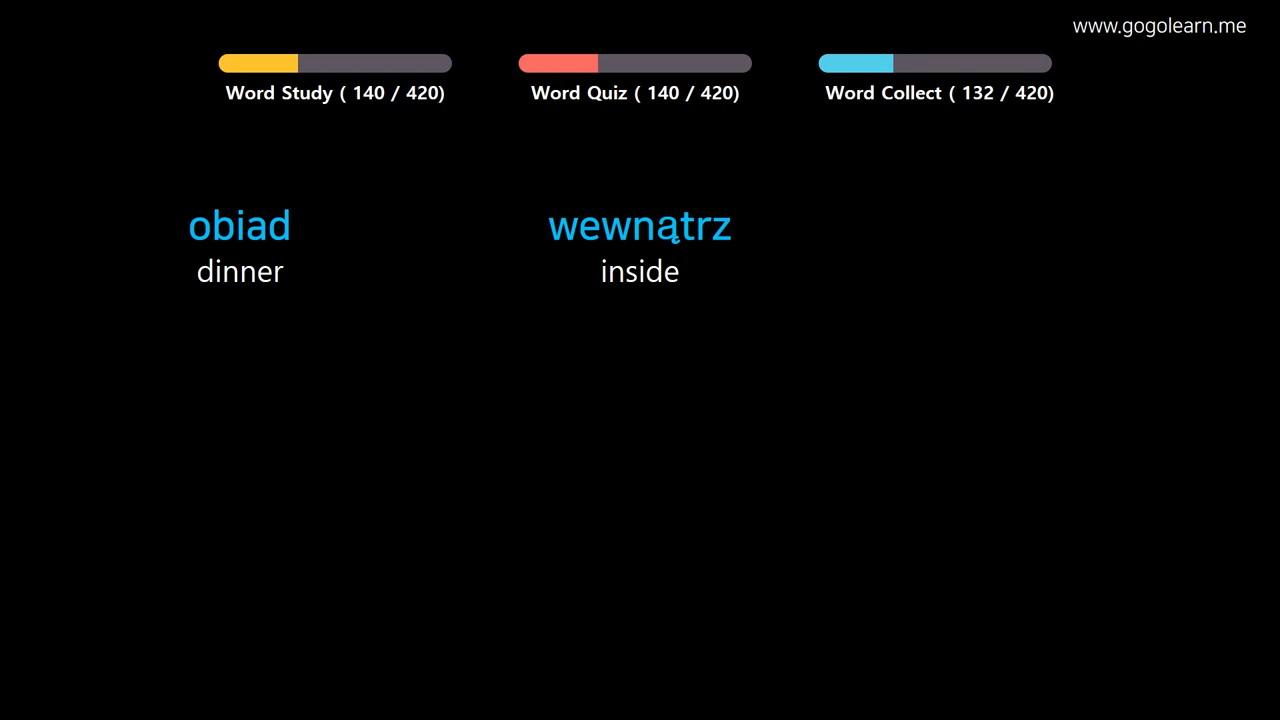 www.gogolearn.me
Word Study ( 140 / 420)
Word Quiz ( 140 / 420)
Word Collect ( 132 / 420)
obiad
dinner
wewnątrz
inside